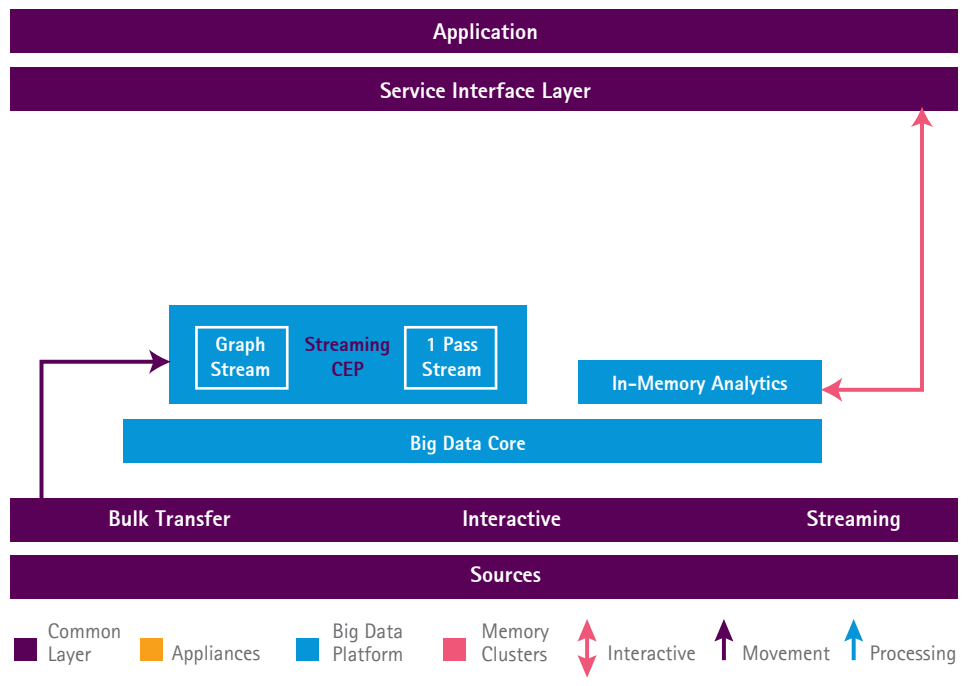 Application
Service Interface Layer
Graph
Stream
Streaming
CEP
1 Pass
Stream
In-Memory Analytics
Big Data Core
Bulk Transfer
Interactive
Streaming
Sources
Common
Layer
Appliances
Big Data
Platform
Memory
Clusters
Interactive
Movement
Processing